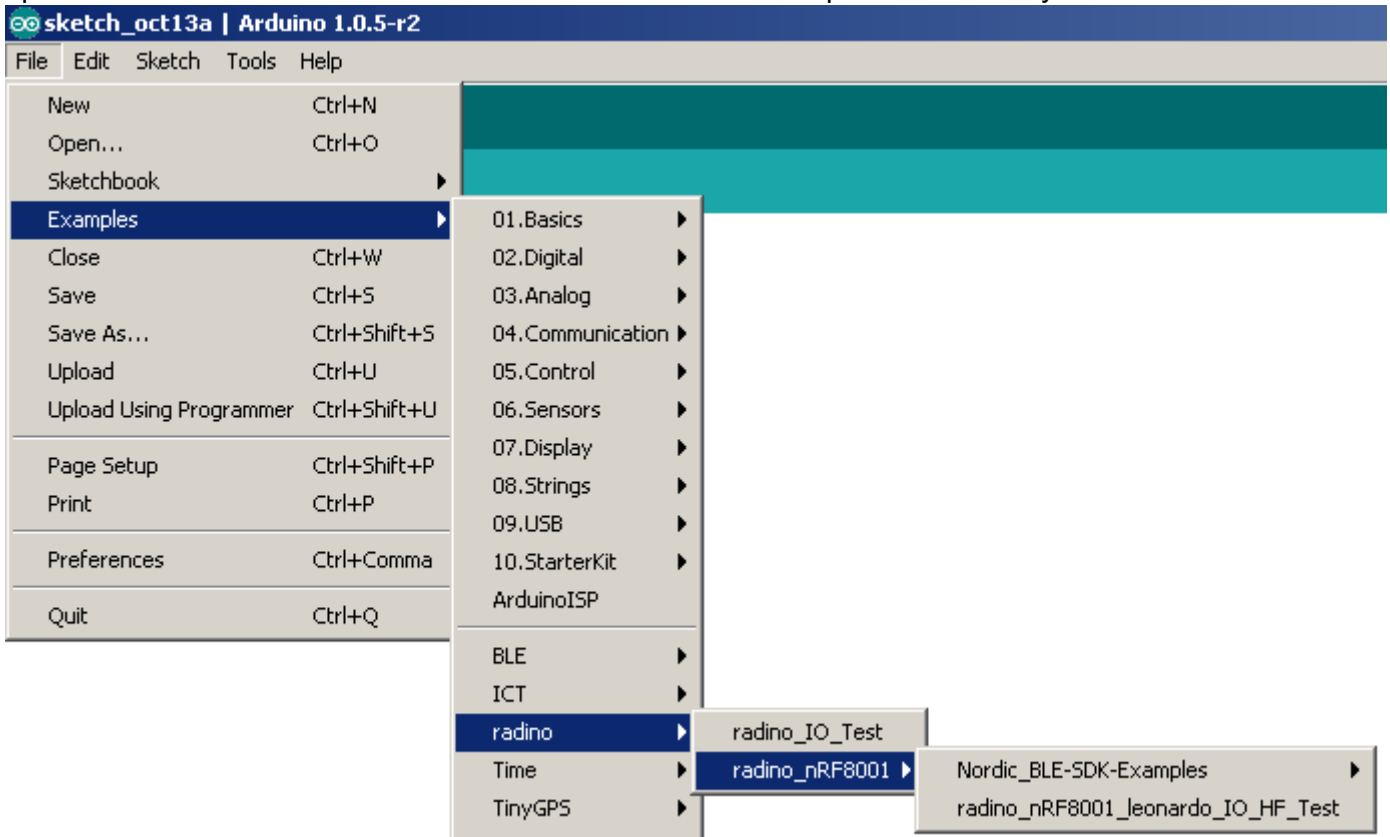 sketch_oct13a | Arduino 1.0.5-r2
File Edit Sketch Tools Help
New Ctrl+N
Open... Ctrl+O
Sketchbook
Examples
Close Ctrl+W
Save Ctrl+S
Save As... Ctrl+Shift+S
Upload Ctrl+U
Upload Using Programmer Ctrl+Shift+U
Page Setup Ctrl+Shift+P
Print Ctrl+P
Preferences Ctrl+Comma
Quit Ctrl+Q
01.Basics
02.Digital
03.Analog
04.Communication
05.Control
06.Sensors
07.Display
08.Strings
09.USB
10.StarterKit
ArduinoISP
BLE
ICT
radino
Time
TinyGPS
radino_IO_Test
radino_nRF8001
Nordic_BLE-SDK-Examples
radino_nRF8001_leonardo_IO_HF_Test